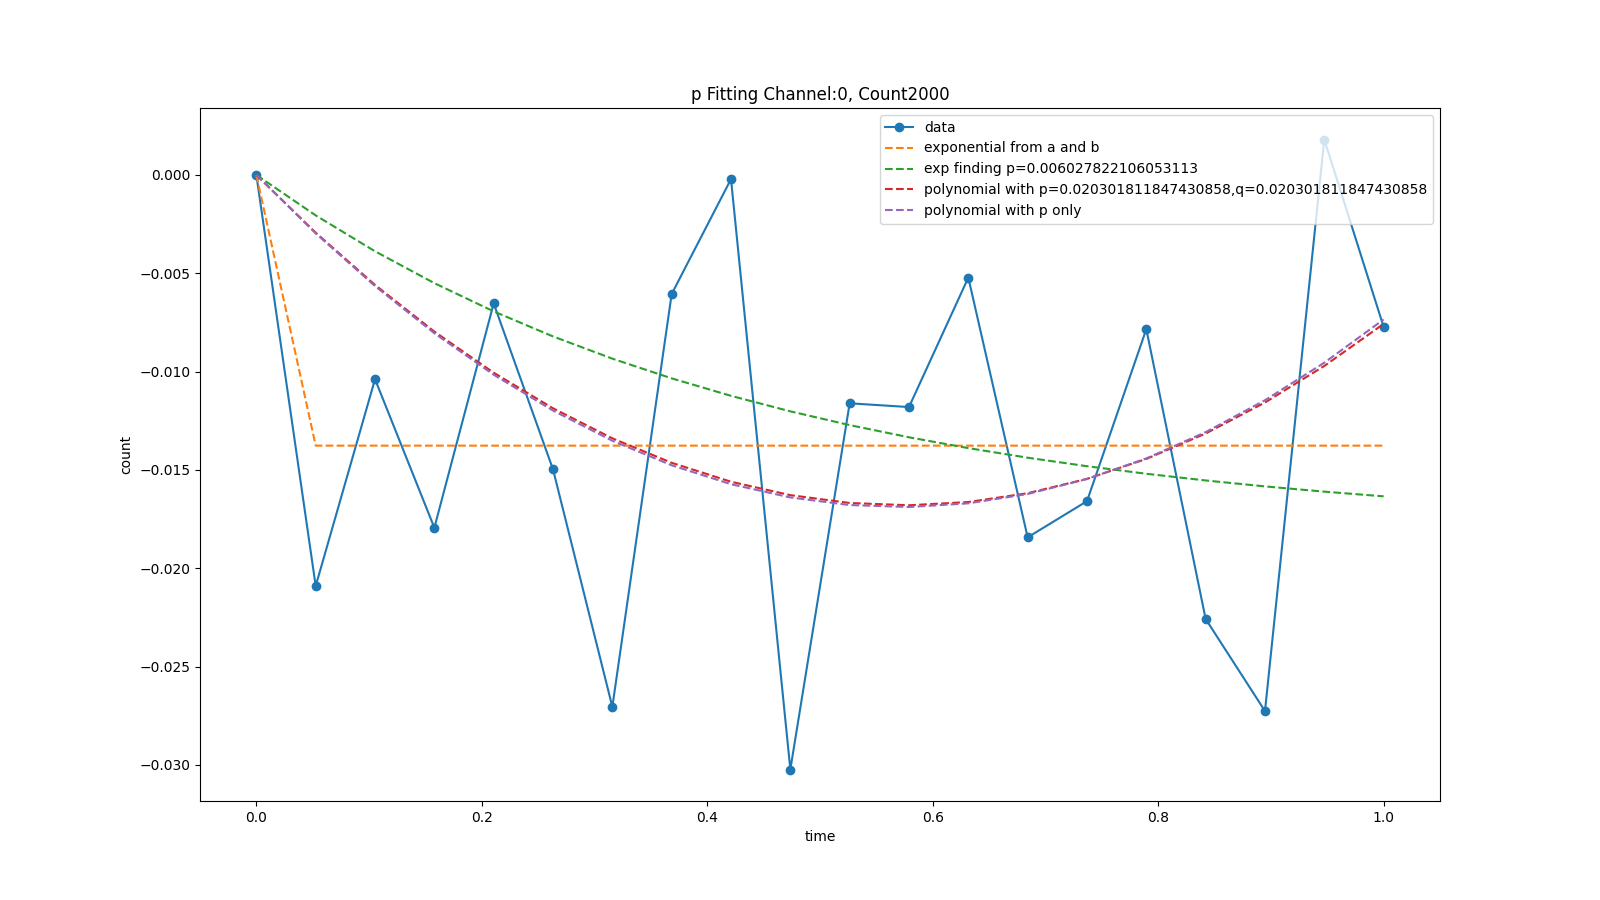 p Fitting Channel:0, Count2000
data
exponential from a and b
exp finding p=0.006027822106053113
polynomial with p=0.020301811847430858,q=0.020301811847430858
polynomial with p only
0.000
−0.005
−0.010
−0.015
−0.020
−0.025
−0.030
count
0.0 0.2 0.4 0.6 0.8 1.0
time